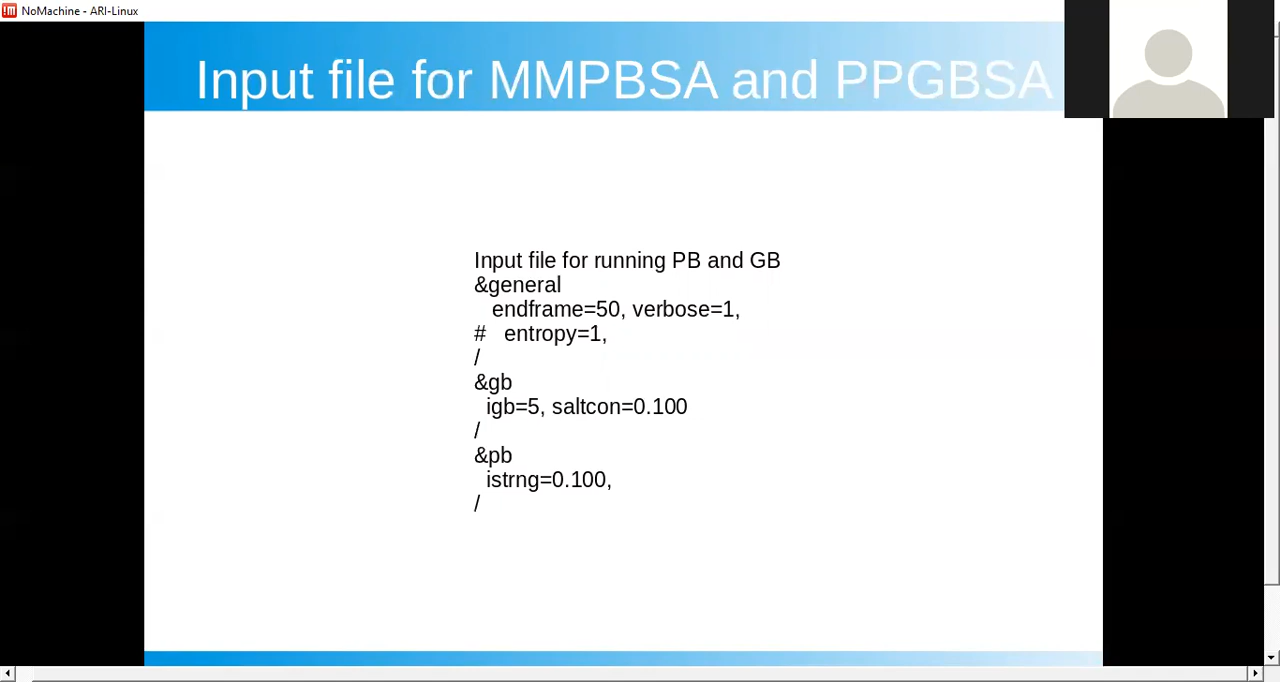 NoMachine - ARI-Linux
Input file for MMPBSA and PPGBSA
Input file for running PB and GB
&general
endframe=50, verbose=1,
# entropy=1,
/
&gb
igb=5, saltcon=0.100
/
&pb
istrng=0.100,
/